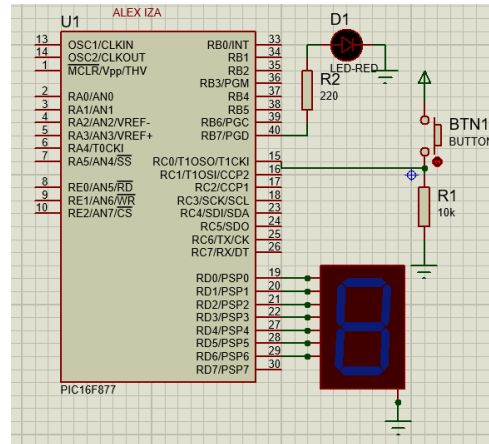 ALEX IZA
U1
13 OSC1/CLKIN
14 OSC2/CLKOUT
1 MCLR/Vpp/THV
2 RA0/AN0
3 RA1/AN1
4 RA2/AN2/VREF-
5 RA3/AN3/VREF+
6 RA4/T0CKI
7 RA5/AN4/SS
8 RE0/AN5/RD
9 RE1/AN6/WR
10 RE2/AN7/CS
RB0/INT 33
RB1 34
RB2 35
RB3/PGM 36
RB4 37
RB5 38
RB6/PGC 39
RB7/PGD 40
RC0/T1OSO/T1CKI 15
RC1/T1OSI/CCP2 16
RC2/CCP1 17
RC3/SCK/SCL 18
RC4/SDI/SDA 23
RC5/SDO 24
RC6/TX/CK 25
RC7/RX/DT 26
RD0/PSP0 19
RD1/PSP1 20
RD2/PSP2 21
RD3/PSP3 22
RD4/PSP4 27
RD5/PSP5 28
RD6/PSP6 29
RD7/PSP7 30
PIC16F877
D1
LED-RED
R2
220
BTN1
BUTTON
R1
10k